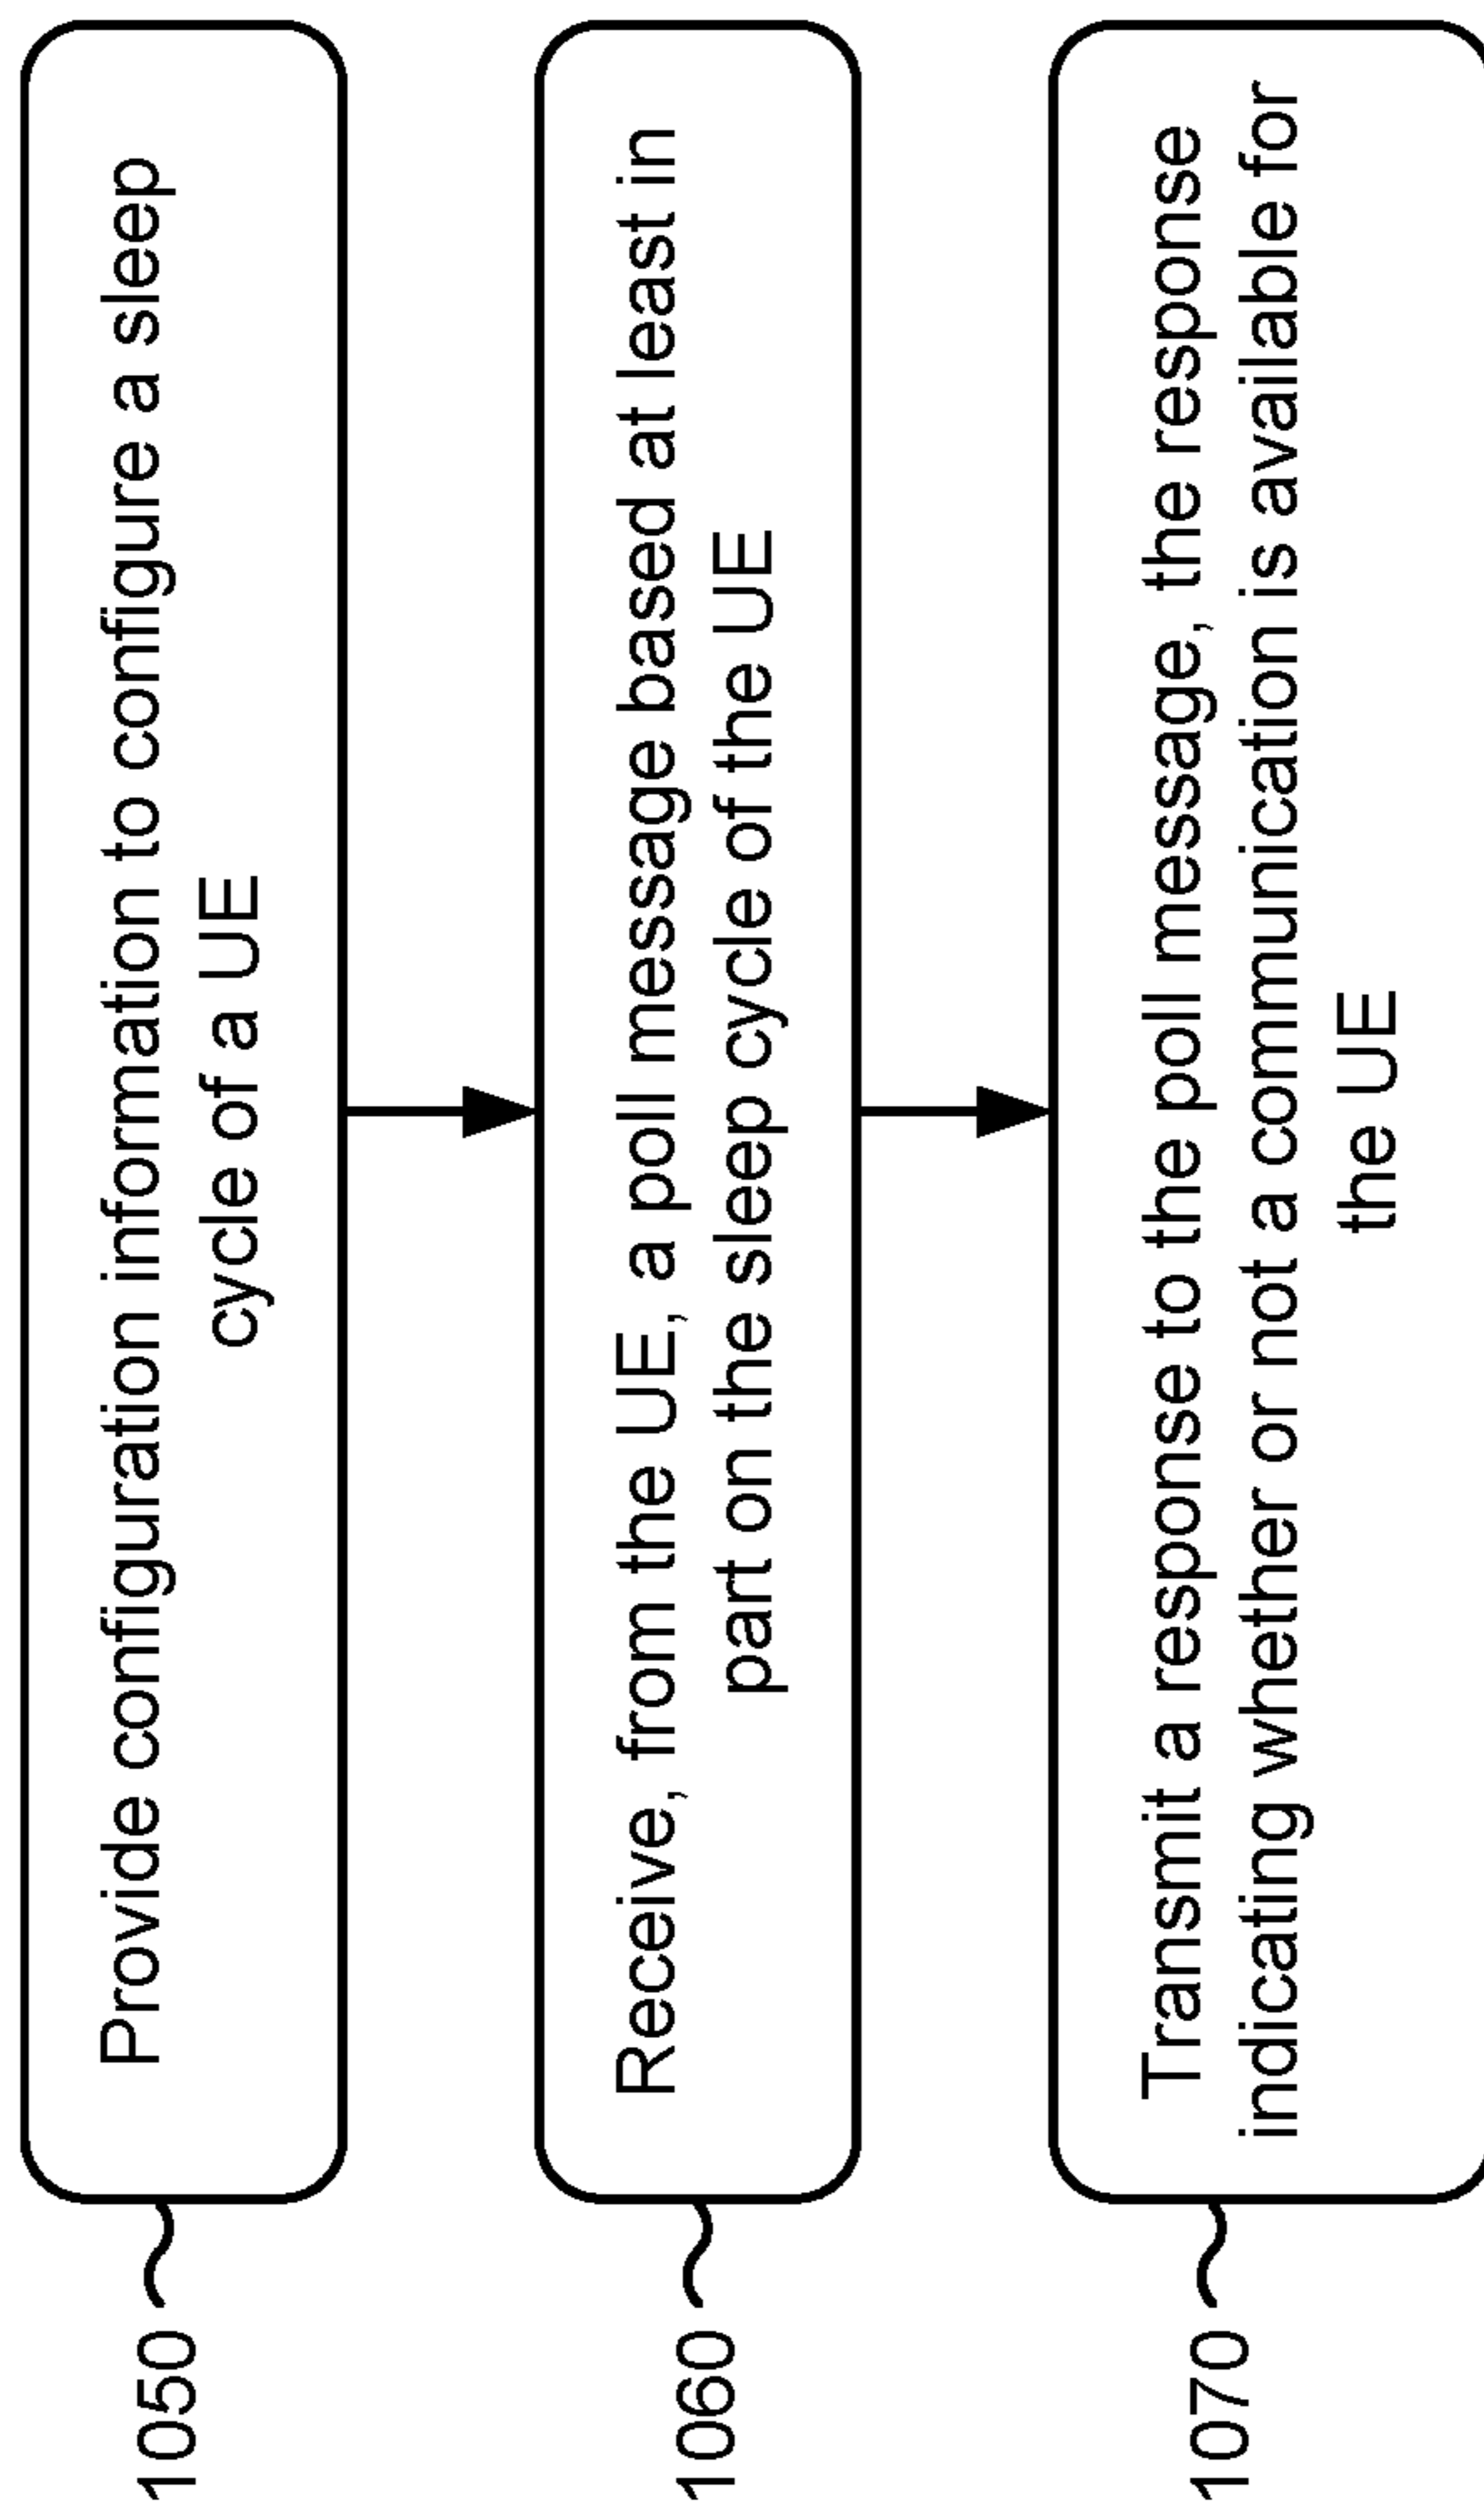 1050
Provide configuration information to configure a sleep
cycle of a UE
1060
Receive, from the UE, a poll message based at least in
part on the sleep cycle of the UE
1070
Transmit a response to the poll message, the response
indicating whether or not a communication is available for
the UE